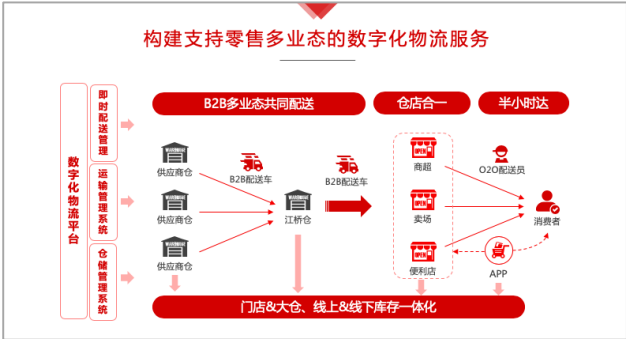 构建支持零售多业态的数字化物流服务
数字化物流平台
即时配送管理
运输管理系统
仓储管理系统
B2B多业态共同配送
仓店合一
半小时达
供应商仓
供应商仓
供应商仓
B2B配送车
江桥仓
B2B配送车
OPEN
商超
OPEN
卖场
OPEN
便利店
O2O配送员
消费者
APP
门店&大仓、线上&线下库存一体化